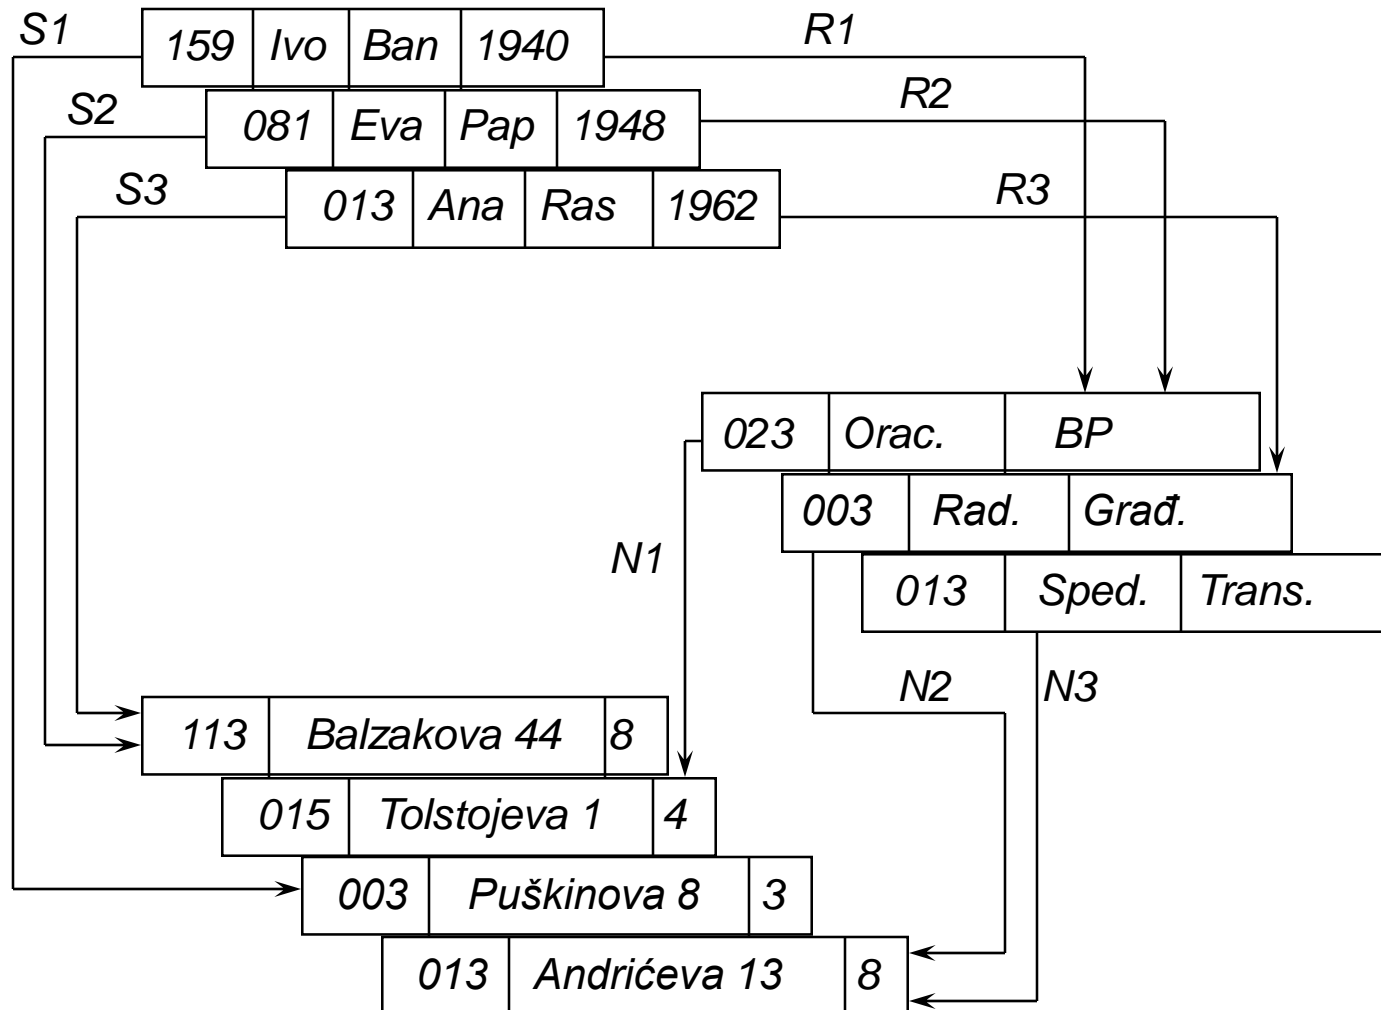 S1 159 Ivo Ban 1940 R1
S2 081 Eva Pap 1948 R2
S3 013 Ana Ras 1962 R3
023 Orac. BP
003 Rad. Građ.
N1
013 Sped. Trans.
N2 N3
113 Balzakova 44 8
015 Tolstojeva 1 4
003 Puškinova 8 3
013 Andrićeva 13 8